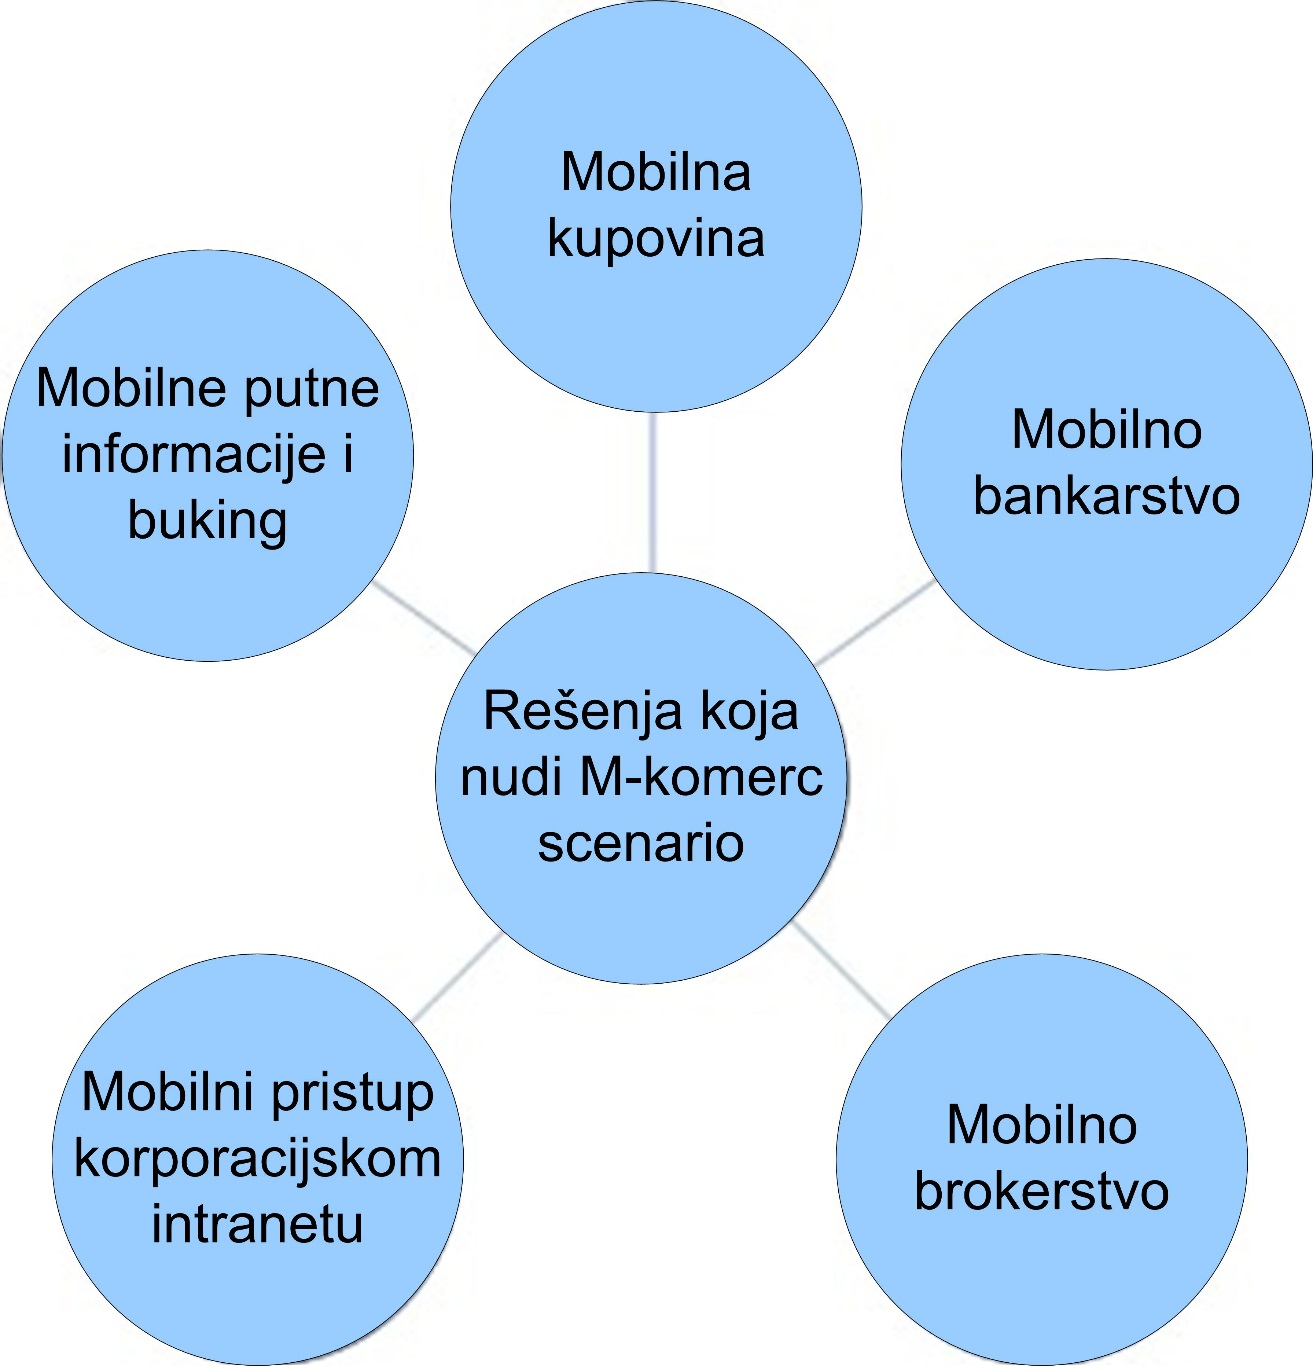 Mobilna
kupovina
Mobilne putne
informacije i
buking
Mobilno
bankarstvo
Rešenja koja
nudi M-komerc
scenario
Mobilni pristup
korporacijskom
intranetu
Mobilno
brokerstvo